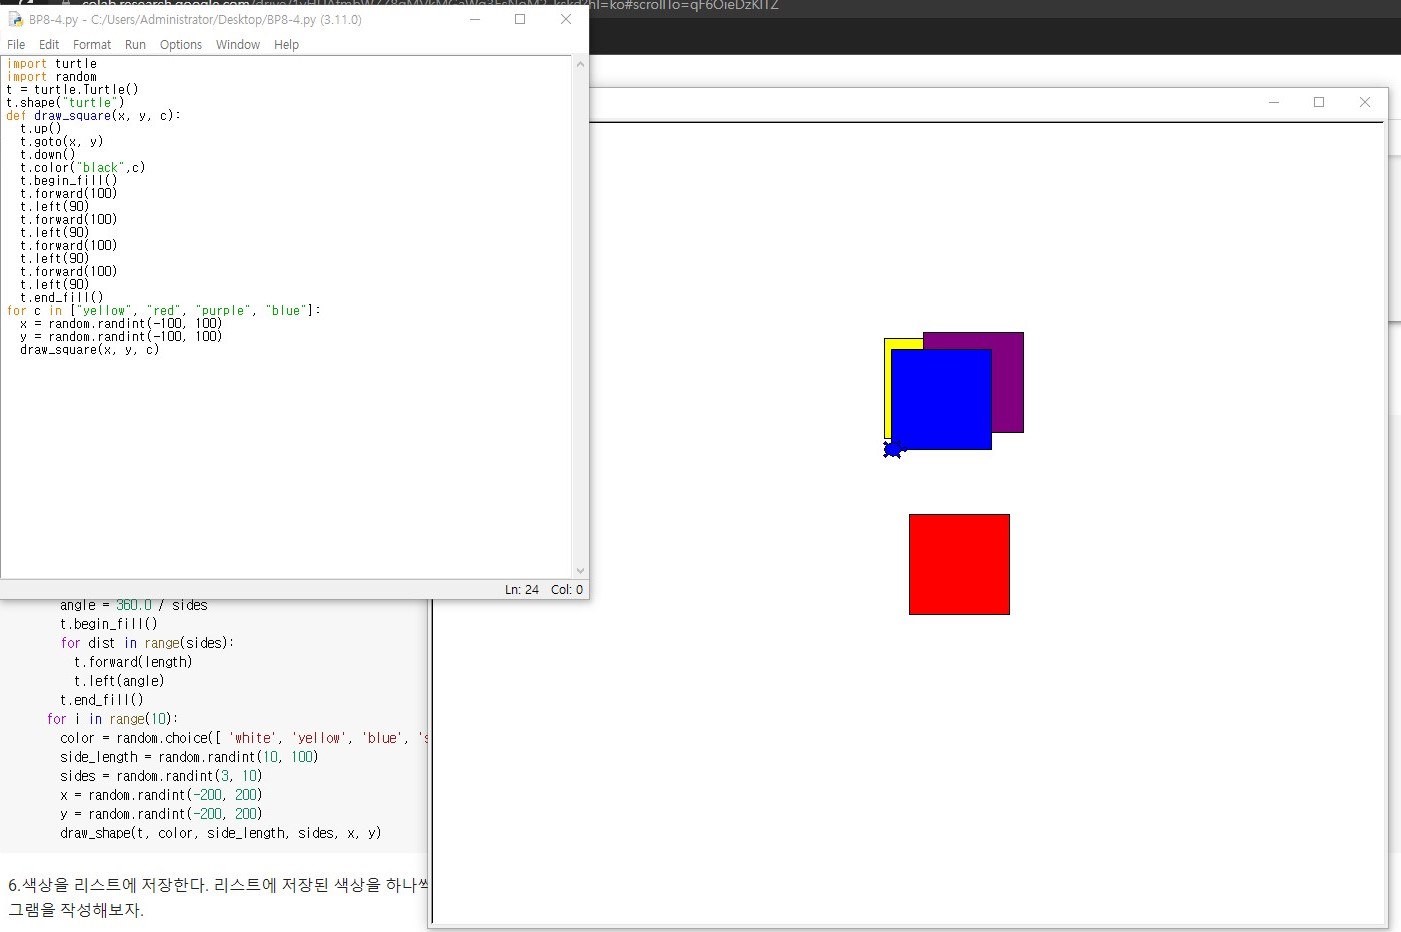 colab.research.google.com/drive/
hl=ko#scrollTo=qF6OieDzKlTZ
BP8-4.py - C:/Users/Administrator/Desktop/BP8-4.py (3.11.0)
File Edit Format Run Options Window Help
import turtle
import random
t = turtle.Turtle()
t.shape("turtle")
def draw_square(x, y, c):
  t.up()
  t.goto(x, y)
  t.down()
  t.color("black",c)
  t.begin_fill()
  t.forward(100)
  t.left(90)
  t.forward(100)
  t.left(90)
  t.forward(100)
  t.left(90)
  t.forward(100)
  t.left(90)
  t.end_fill()
for c in ["yellow", "red", "purple", "blue"]:
  x = random.randint(-100, 100)
  y = random.randint(-100, 100)
  draw_square(x, y, c)
Ln: 24 Col: 0
angle = 360.0 / sides
t.begin_fill()
for dist in range(sides):
  t.forward(length)
  t.left(angle)
t.end_fill()
for i in range(10):
  color = random.choice([ 'white', 'yellow', 'blue', '
  side_length = random.randint(10, 100)
  sides = random.randint(3, 10)
  x = random.randint(-200, 200)
  y = random.randint(-200, 200)
  draw_shape(t, color, side_length, sides, x, y)
6.색상을 리스트에 저장한다. 리스트에 저장된 색상을 하나씩
그램을 작성해보자.